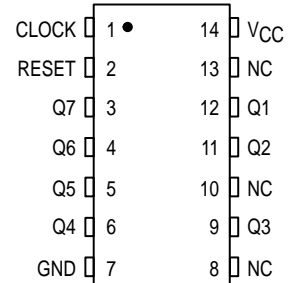 CLOCK 1 14 VCC
RESET 2 13 NC
Q7 3 12 Q1
Q6 4 11 Q2
Q5 5 10 NC
Q4 6 9 Q3
GND 7 8 NC